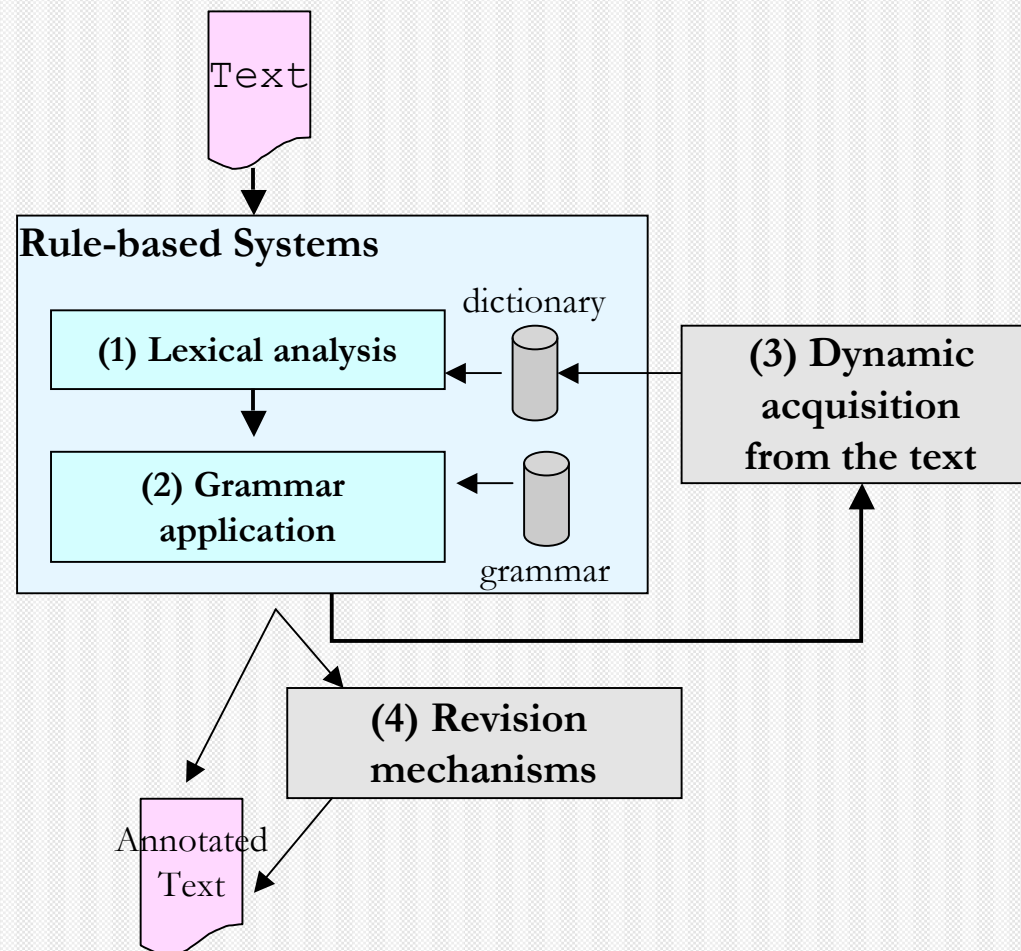 Text
Rule-based Systems
dictionary
(1) Lexical analysis
(3) Dynamic
acquisition
from the text
(2) Grammar
application
grammar
(4) Revision
mechanisms
Annotated
Text